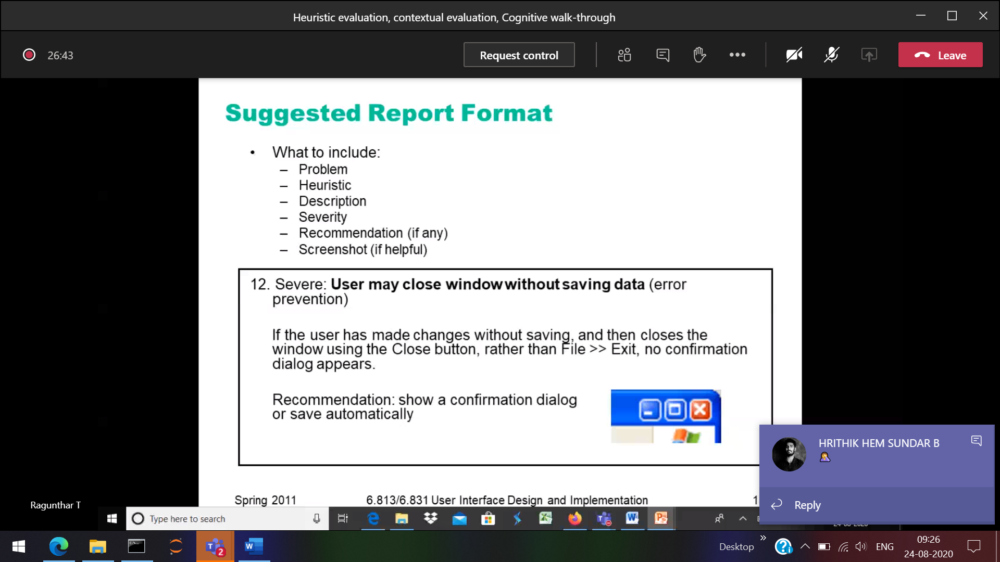 Heuristic evaluation, contextual evaluation, Cognitive walk-through
26:43
Request control
Leave
Suggested Report Format
• What to include:
– Problem
– Heuristic
– Description
– Severity
– Recommendation (if any)
– Screenshot (if helpful)
12. Severe: User may close window without saving data (error
prevention)
If the user has made changes without saving, and then closes the
window using the Close button, rather than File >> Exit, no confirmation
dialog appears.
Recommendation: show a confirmation dialog
or save automatically
HRITHIK HEM SUNDAR B
Reply
Spring 2011 6.813/6.831 User Interface Design and Implementation 1
Ragunthar T
Type here to search
Desktop
ENG
09:26
24-08-2020
2